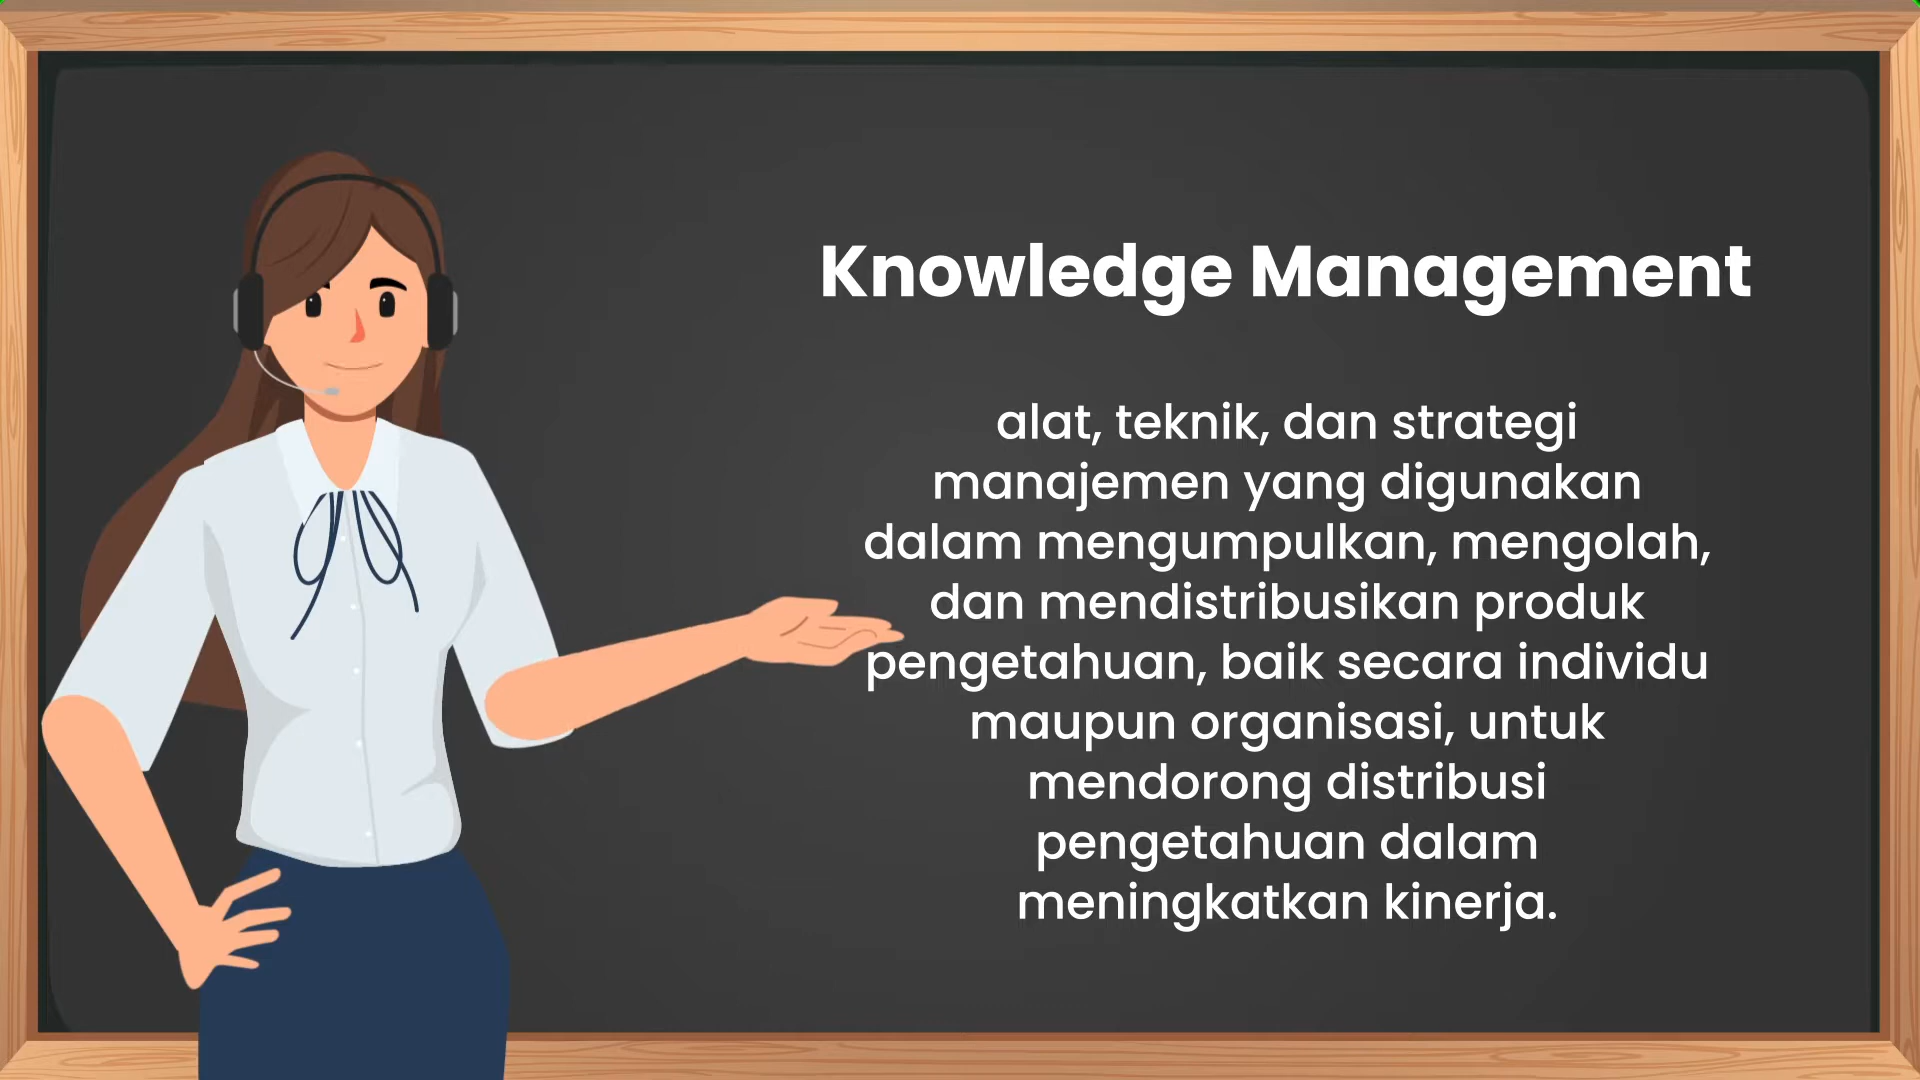 Knowledge Management
alat, teknik, dan strategi
manajemen yang digunakan
dalam mengumpulkan, mengolah,
dan mendistribusikan produk
pengetahuan, baik secara individu
maupun organisasi, untuk
mendorong distribusi
pengetahuan dalam
meningkatkan kinerja.